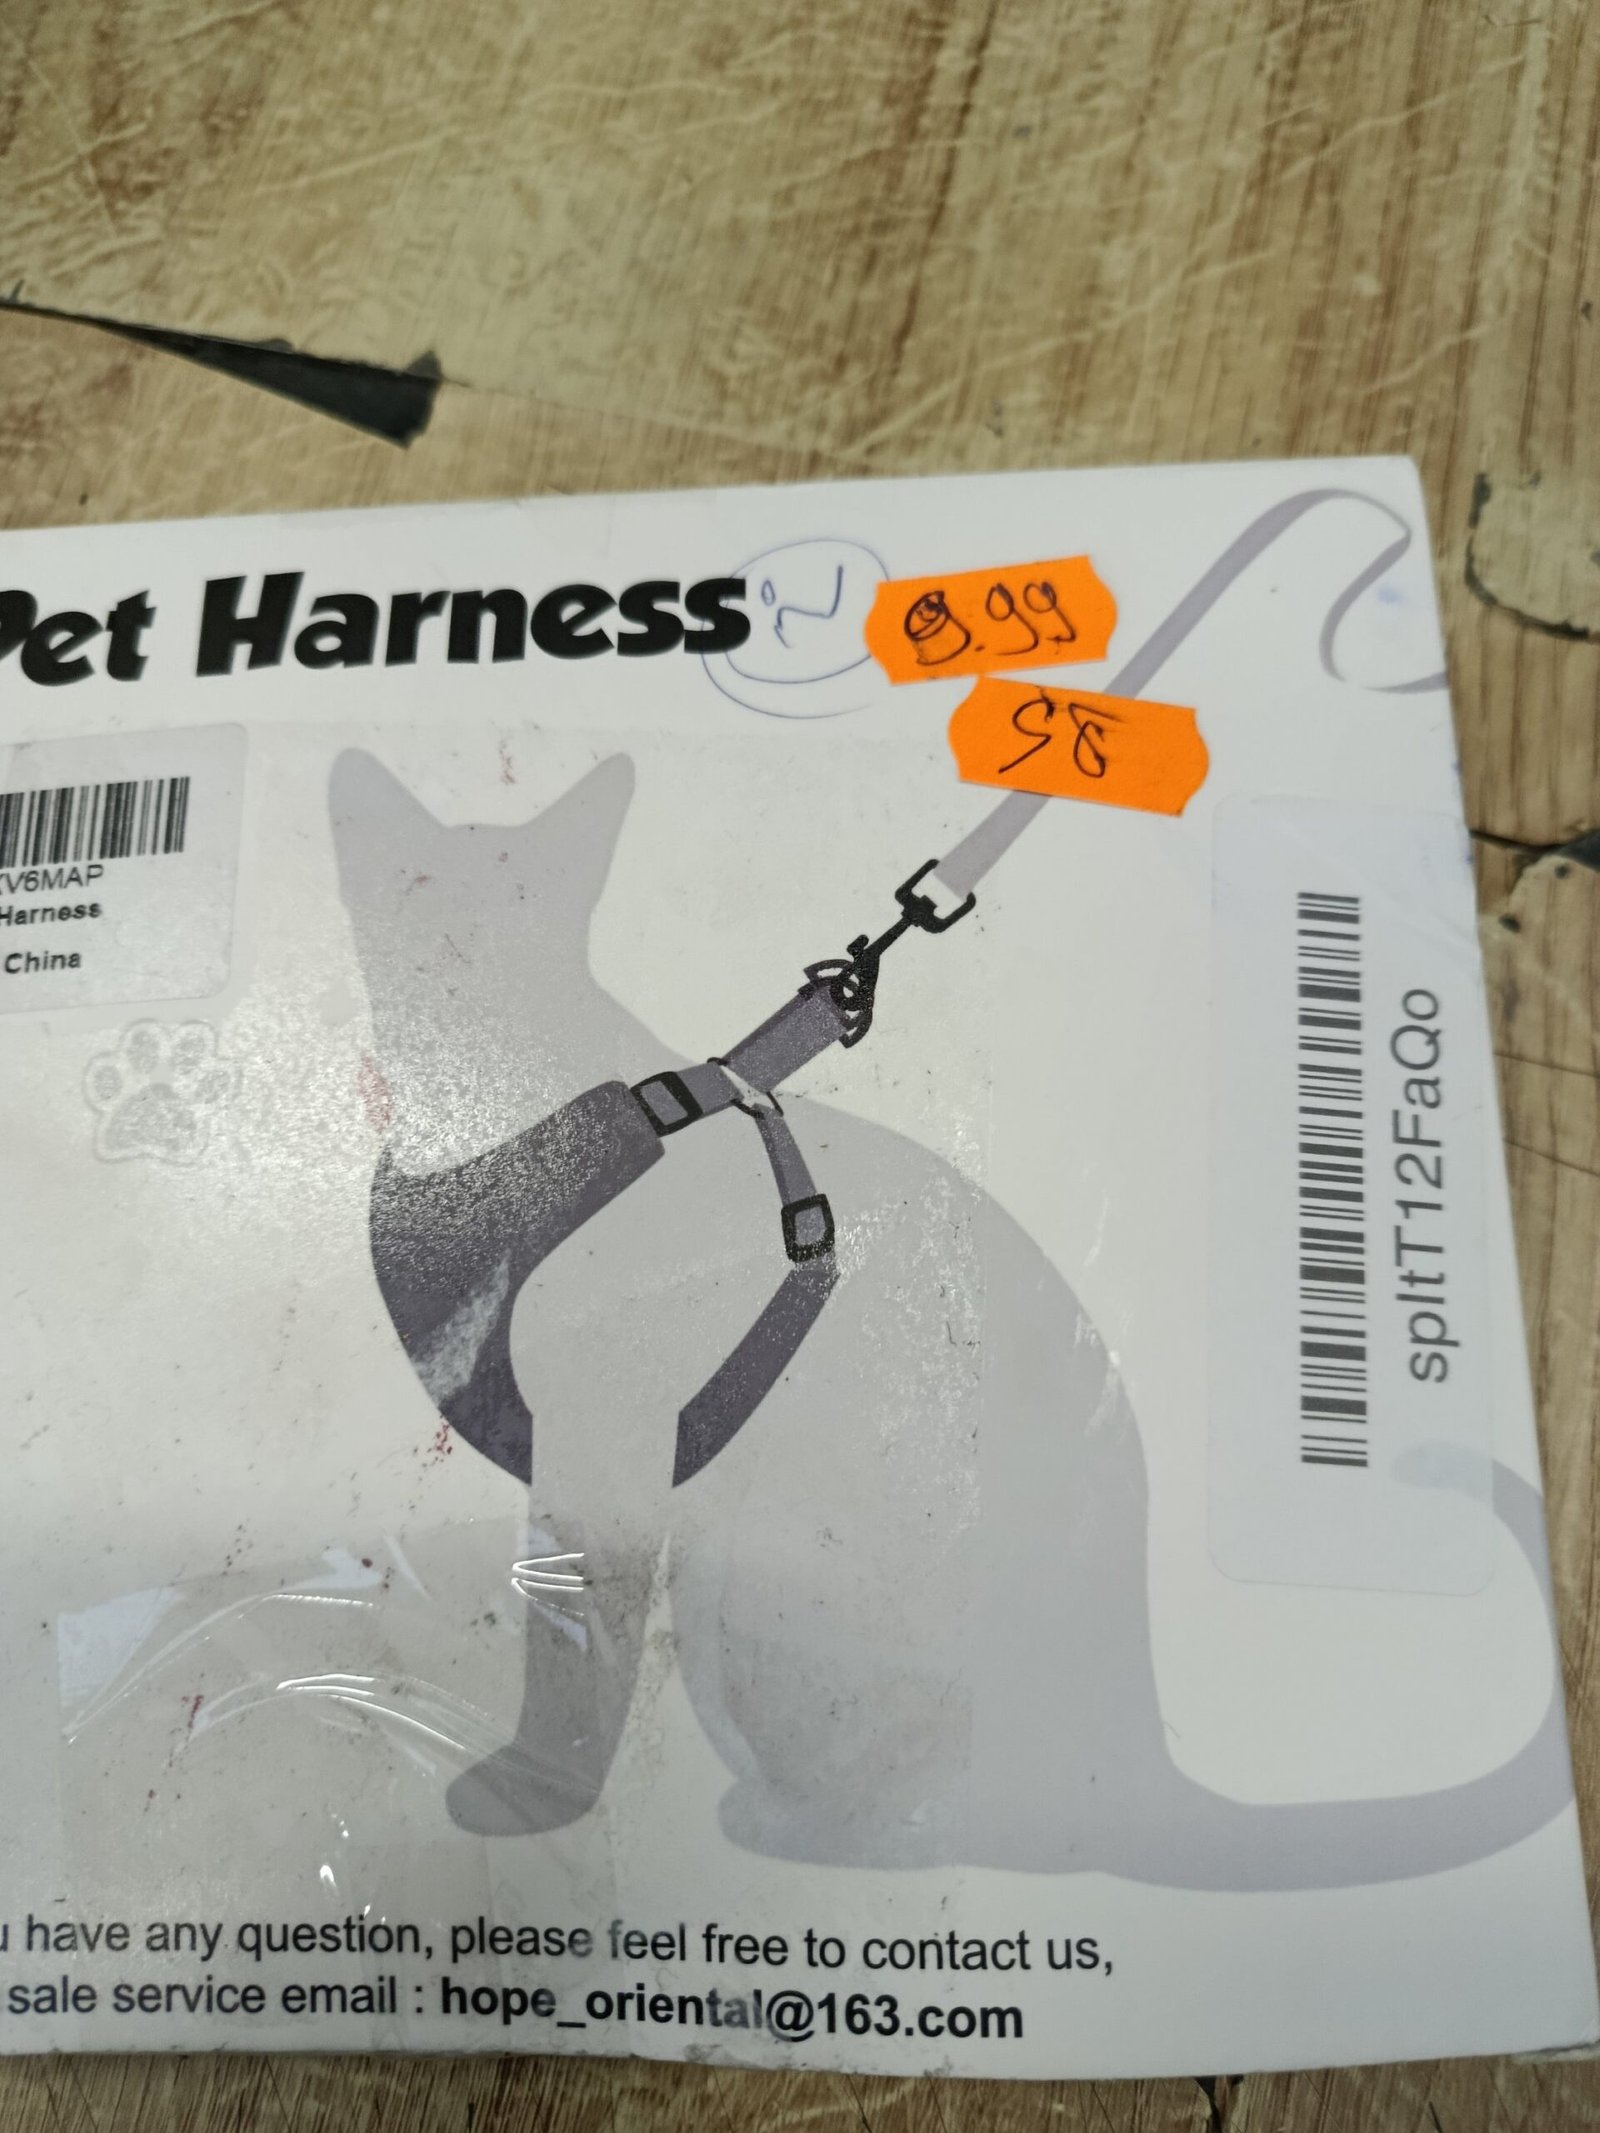 Pet Harness
9.99
V6MAP
Harness
China
spltT12FaQo
have any question, please feel free to contact us,
sale service email : hope_oriental@163.com